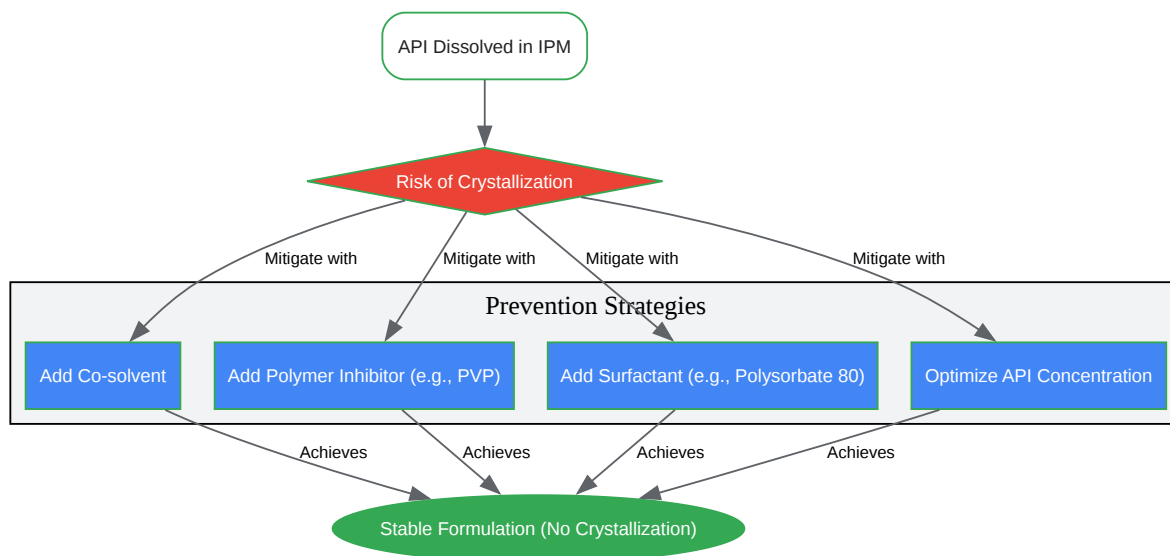 API Dissolved in IPM
Risk of Crystallization
Mitigate with
Mitigate with
Mitigate with
Mitigate with
Prevention Strategies
Add Co-solvent
Add Polymer Inhibitor (e.g., PVP)
Add Surfactant (e.g., Polysorbate 80)
Optimize API Concentration
Achieves
Achieves
Achieves
Achieves
Stable Formulation (No Crystallization)